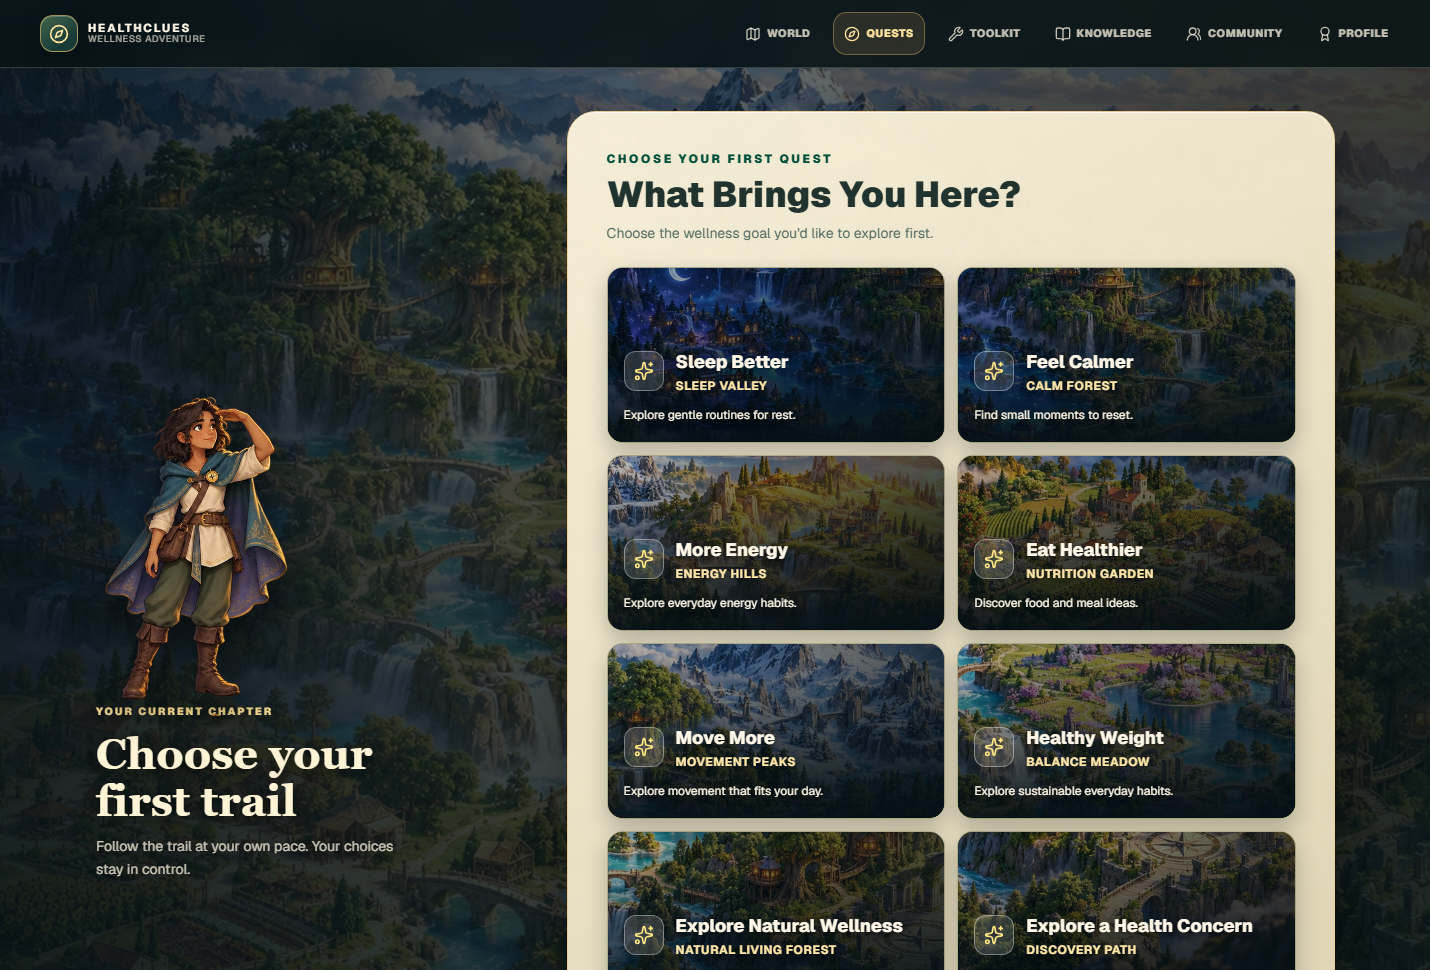 HEALTHCLUES
WELLNESS ADVENTURE
WORLD
QUESTS
TOOLKIT
KNOWLEDGE
COMMUNITY
PROFILE
YOUR CURRENT CHAPTER
Choose your
first trail
Follow the trail at your own pace. Your choices
stay in control.
CHOOSE YOUR FIRST QUEST
What Brings You Here?
Choose the wellness goal you'd like to explore first.
Sleep Better
SLEEP VALLEY
Explore gentle routines for rest.
Feel Calmer
CALM FOREST
Find small moments to reset.
More Energy
ENERGY HILLS
Explore everyday energy habits.
Eat Healthier
NUTRITION GARDEN
Discover food and meal ideas.
Move More
MOVEMENT PEAKS
Explore movement that fits your day.
Healthy Weight
BALANCE MEADOW
Explore sustainable everyday habits.
Explore Natural Wellness
NATURAL LIVING FOREST
Explore a Health Concern
DISCOVERY PATH